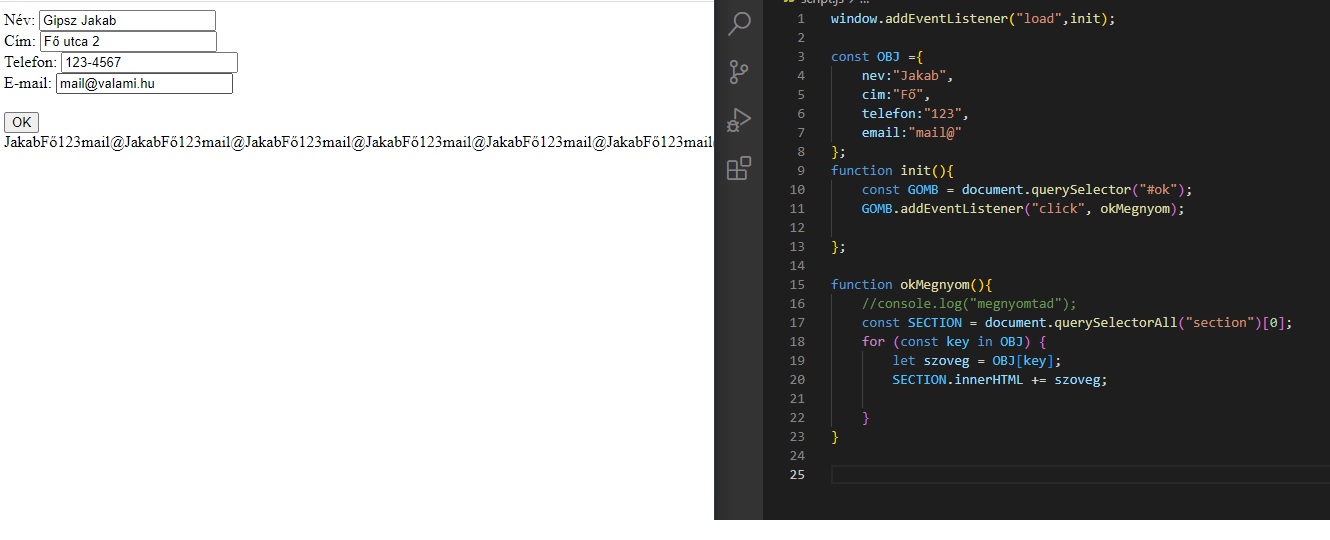 Név: Gipsz Jakab
Cím: Fő utca 2
Telefon: 123-4567
E-mail: mail@valami.hu
OK
JakabFő123mail@JakabFő123mail@JakabFő123mail@JakabFő123mail@JakabFő123mail@JakabFő123mail
script.js > ...
1 window.addEventListener("load",init);
2
3 const OBJ ={
4 nev:"Jakab",
5 cim:"Fő",
6 telefon:"123",
7 email:"mail@"
8 };
9 function init(){
10 const GOMB = document.querySelector("#ok");
11 GOMB.addEventListener("click", okMegnyom);
12
13 };
14
15 function okMegnyom(){
16 //console.log("megnyomtad");
17 const SECTION = document.querySelectorAll("section")[0];
18 for (const key in OBJ) {
19 let szoveg = OBJ[key];
20 SECTION.innerHTML += szoveg;
21
22 }
23 }
24
25